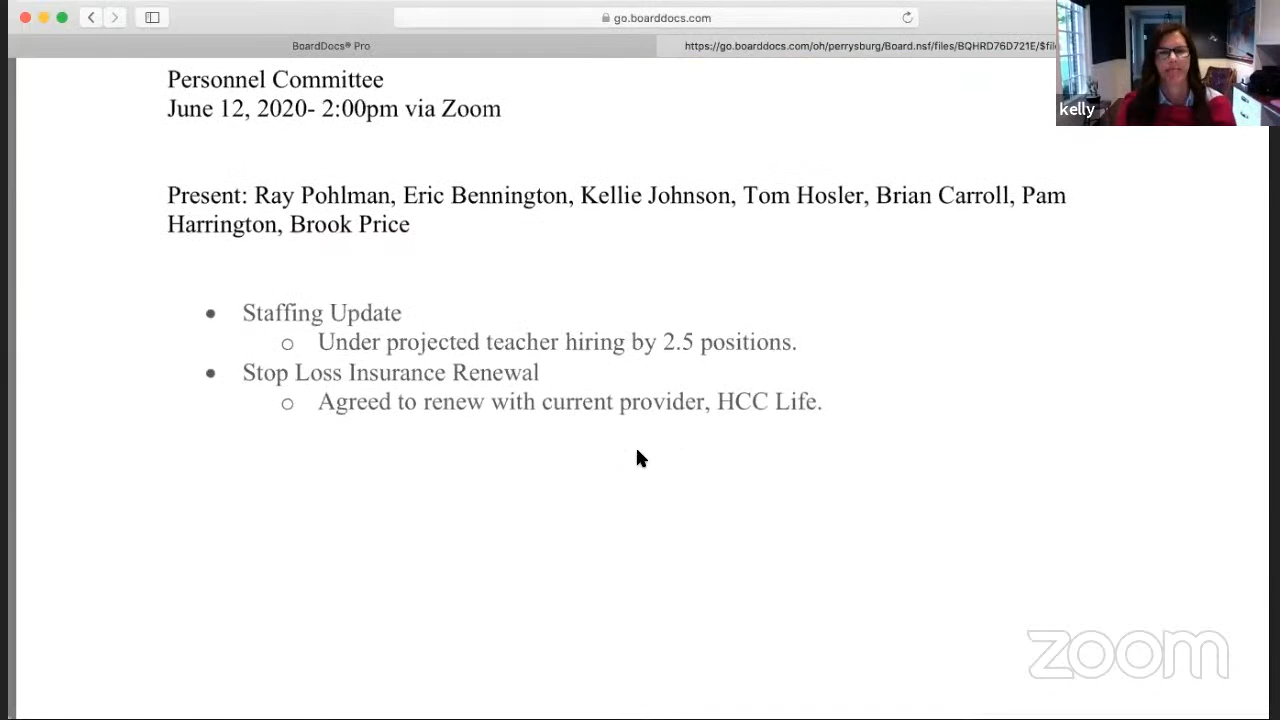 go.boarddocs.com
BoardDocs® Pro
https://go.boarddocs.com/oh/perrysburg/Board.nsf/files/BQHRD76D721E/$file
kelly
Personnel Committee
June 12, 2020- 2:00pm via Zoom
Present: Ray Pohlman, Eric Bennington, Kellie Johnson, Tom Hosler, Brian Carroll, Pam
Harrington, Brook Price
• Staffing Update
o Under projected teacher hiring by 2.5 positions.
• Stop Loss Insurance Renewal
o Agreed to renew with current provider, HCC Life.
zoom